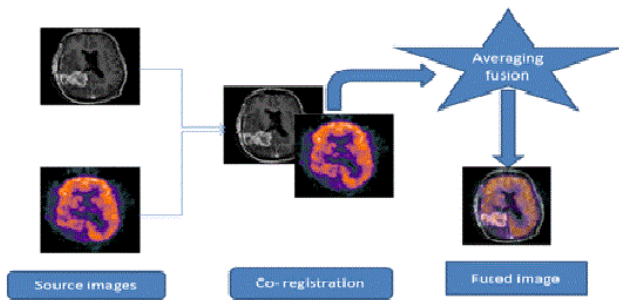 Averaging
fusion
Source images
Co- registration
Fused image